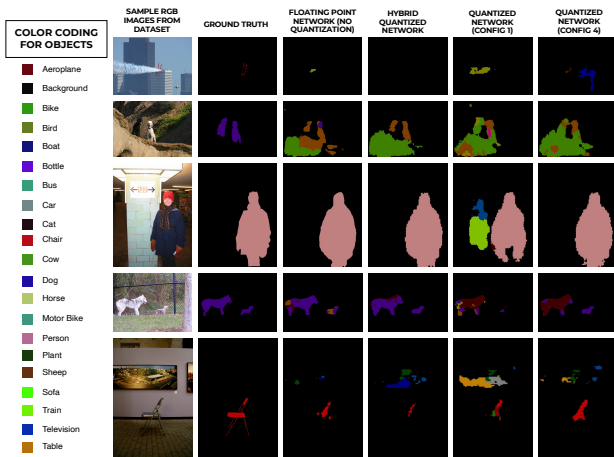 COLOR CODING
FOR OBJECTS
Aeroplane
Background
Bike
Bird
Boat
Bottle
Bus
Car
Cat
Chair
Cow
Dog
Horse
Motor Bike
Person
Plant
Sheep
Sofa
Train
Television
Table
SAMPLE RGB
IMAGES FROM
DATASET
GROUND TRUTH
FLOATING POINT
NETWORK (NO
QUANTIZATION)
HYBRID
QUANTIZED
NETWORK
QUANTIZED
NETWORK
(CONFIG 1)
QUANTIZED
NETWORK
(CONFIG 4)